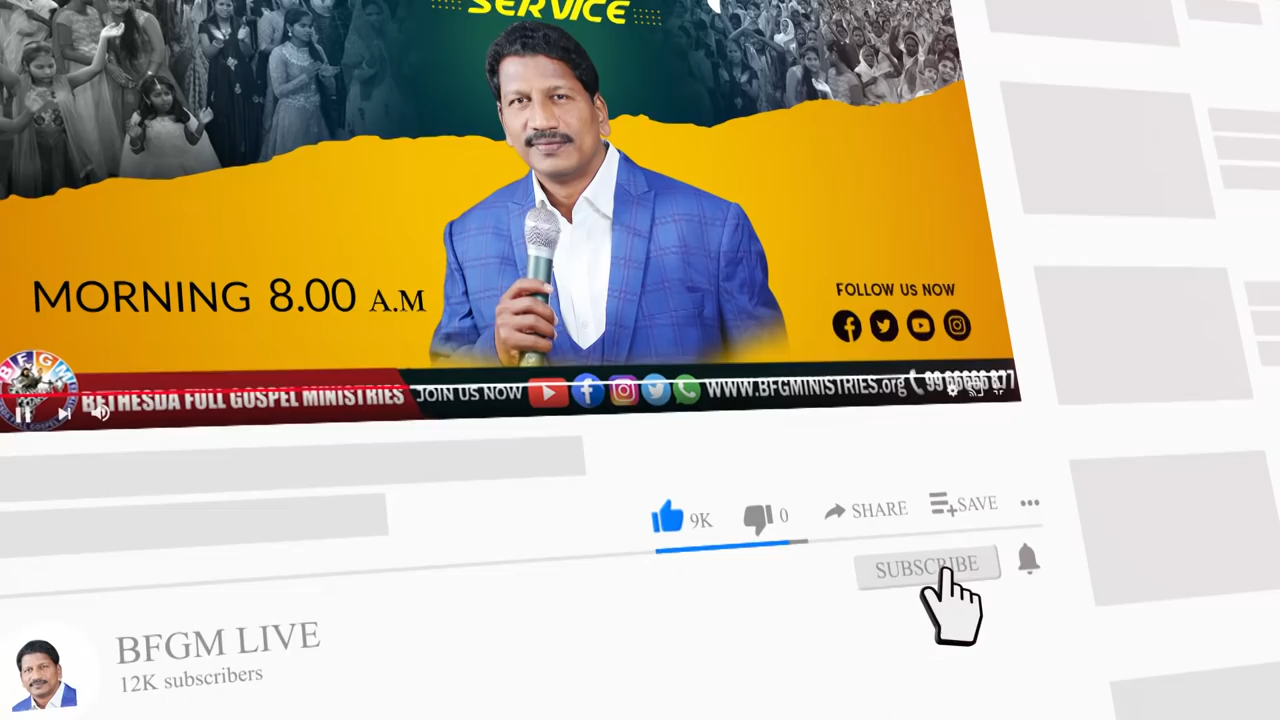 SERVICE
MORNING 8.00 A.M
FOLLOW US NOW
B.F.G.M
BETHESDA FULL GOSPEL MINISTRIES JOIN US NOW WWW.BFGMINISTRIES.org
9K 0 SHARE SAVE
SUBSCRIBE
BFGM LIVE
12K subscribers